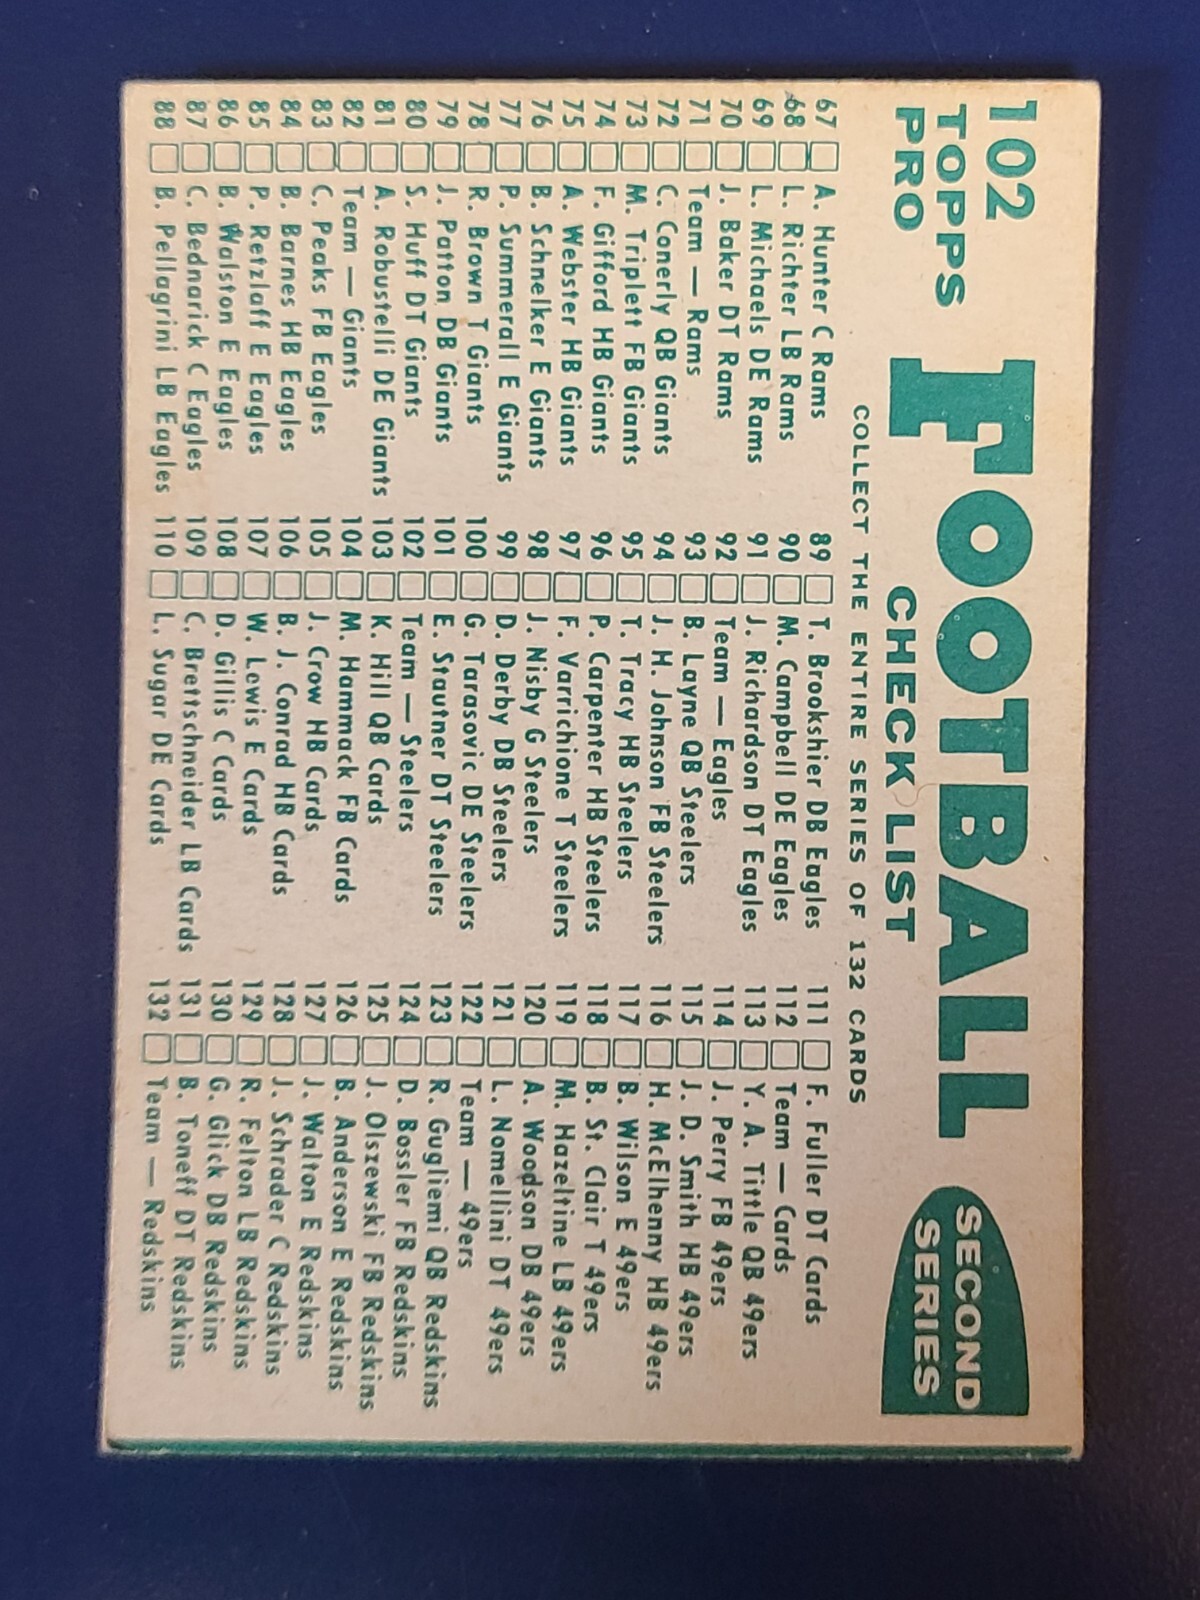 102
TOPPS
PRO
FOOTBALL
CHECK LIST
SECOND
SERIES
COLLECT THE ENTIRE SERIES OF 132 CARDS
67 A. Hunter C Rams
68 L. Richter LB Rams
69 L. Michaels DE Rams
70 J. Baker DT Rams
71 Team — Rams
72 C. Conerly QB Giants
73 M. Triplett FB Giants
74 F. Gifford HB Giants
75 A. Webster HB Giants
76 B. Schnelker E Giants
77 P. Summerall E Giants
78 R. Brown T Giants
79 J. Patton DB Giants
80 S. Huff DT Giants
81 A. Robustelli DE Giants
82 Team — Giants
83 C. Peaks FB Eagles
84 B. Barnes HB Eagles
85 P. Retzlaff E Eagles
86 B. Walston E Eagles
87 C. Bednarick C Eagles
88 B. Pellagrini LB Eagles
89 T. Brookshier DB Eagles
90 M. Campbell DE Eagles
91 J. Richardson DT Eagles
92 Team — Eagles
93 B. Layne QB Steelers
94 J. H. Johnson FB Steelers
95 T. Tracy HB Steelers
96 P. Carpenter HB Steelers
97 F. Varrichione T Steelers
98 J. Nisby G Steelers
99 D. Derby DB Steelers
100 G. Tarasovic DE Steelers
101 E. Stautner DT Steelers
102 Team — Steelers
103 K. Hill QB Cards
104 M. Hammack FB Cards
105 J. Crow HB Cards
106 B. J. Conrad HB Cards
107 W. Lewis E Cards
108 D. Gillis C Cards
109 C. Brettschneider LB Cards
110 L. Sugar DE Cards
111 F. Fuller DT Cards
112 Team — Cards
113 Y. A. Tittle QB 49ers
114 J. Perry FB 49ers
115 J. D. Smith HB 49ers
116 H. McElhenny HB 49ers
117 B. Wilson E 49ers
118 B. St. Clair T 49ers
119 M. Hazeltine LB 49ers
120 A. Woodson DB 49ers
121 L. Nomellini DT 49ers
122 Team — 49ers
123 R. Gugliemi QB Redskins
124 D. Bossler FB Redskins
125 J. Olszewski FB Redskins
126 B. Anderson E Redskins
127 J. Walton E Redskins
128 J. Schrader C Redskins
129 R. Felton LB Redskins
130 G. Glick DB Redskins
131 B. Toneff DT Redskins
132 Team — Redskins